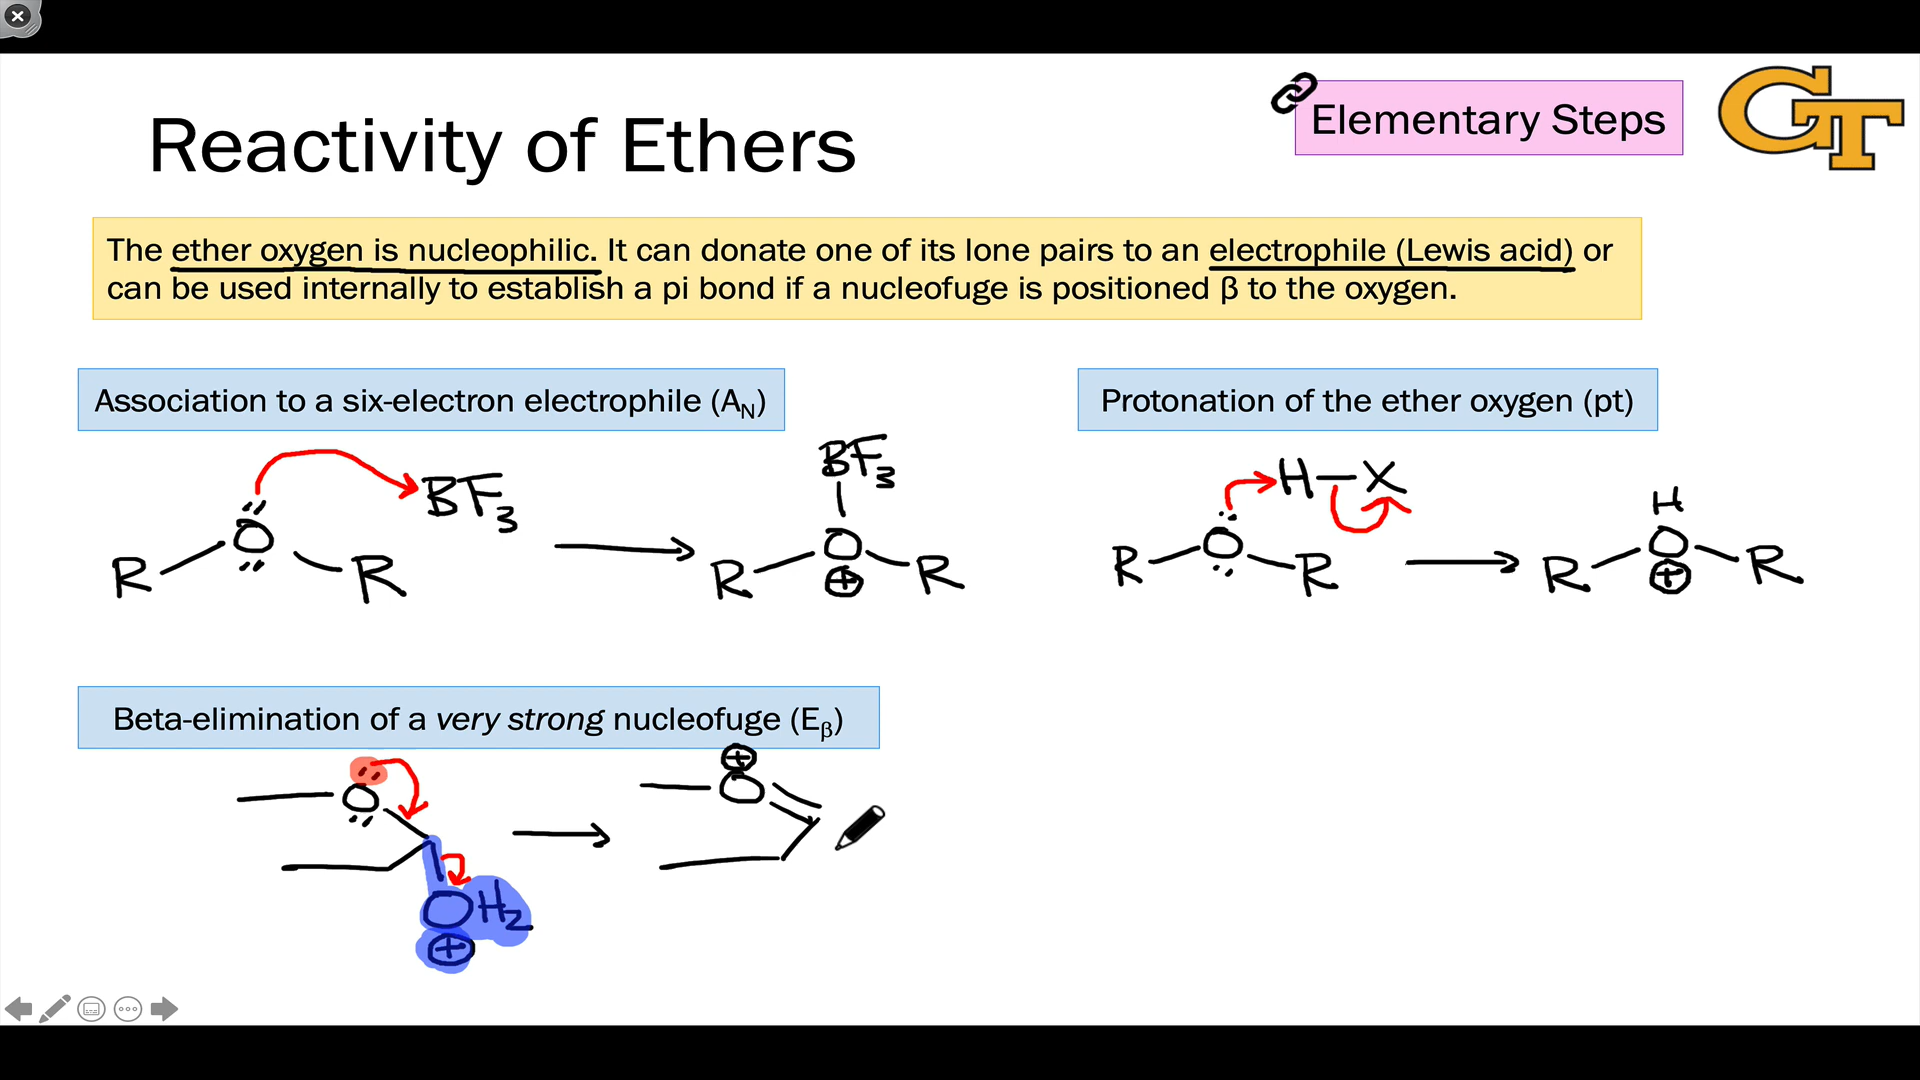 Reactivity of Ethers
Elementary Steps
GT
The ether oxygen is nucleophilic. It can donate one of its lone pairs to an electrophile (Lewis acid) or
can be used internally to establish a pi bond if a nucleofuge is positioned β to the oxygen.
Association to a six-electron electrophile (A_N)
R O R BF₃
BF₃
R O R
⊕
Protonation of the ether oxygen (pt)
H–X
R O R
H
R O R
⊕
Beta-elimination of a very strong nucleofuge (E_β)
O
OH₂
⊕
⊕
O